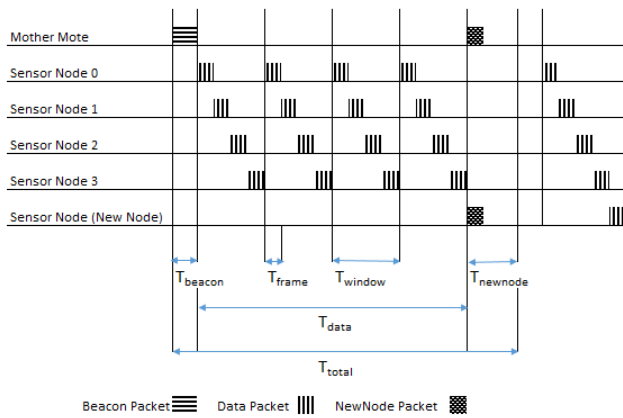 Mother Mote
Sensor Node 0
Sensor Node 1
Sensor Node 2
Sensor Node 3
Sensor Node (New Node)
Tbeacon Tframe Twindow Tnewnode
Tdata
Ttotal
Beacon Packet Data Packet NewNode Packet